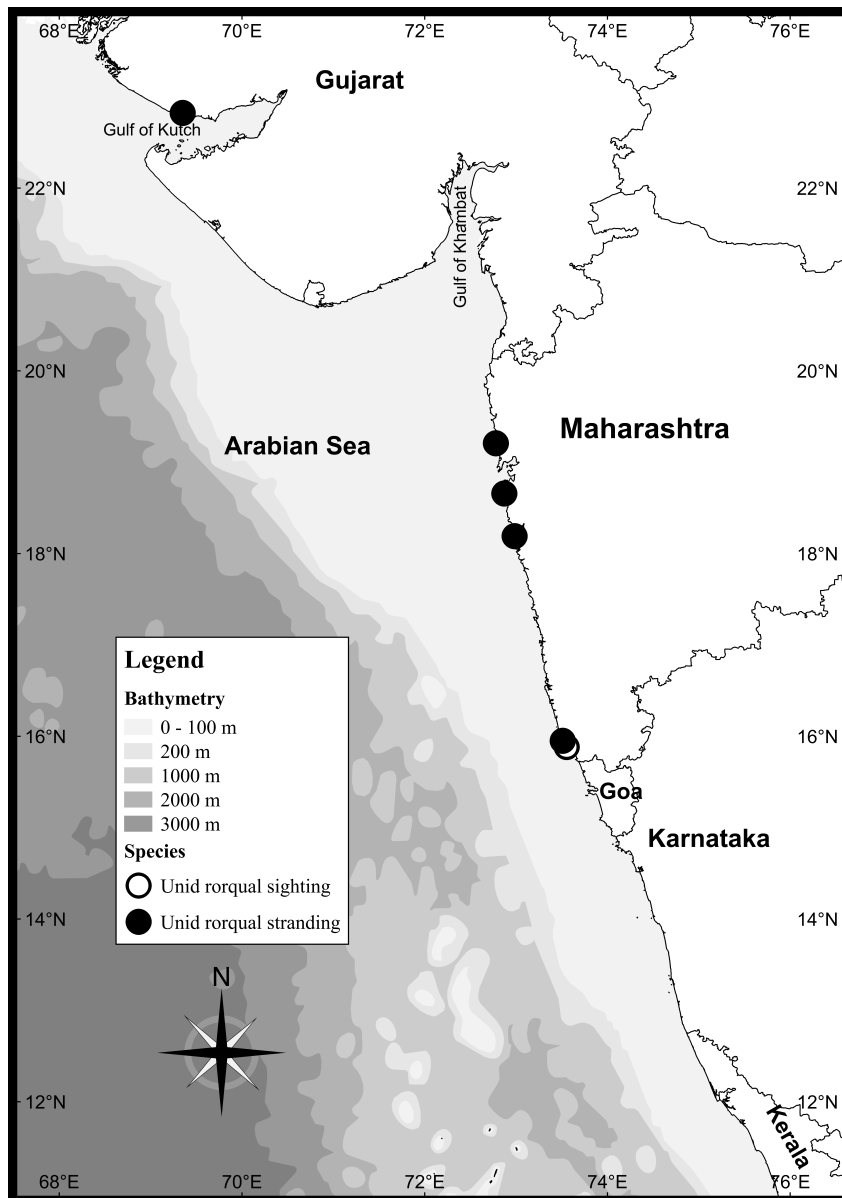 68°E 70°E 72°E 74°E 76°E
Gujarat
Gulf of Kutch
22°N 22°N
Gulf of Khambat
20°N 20°N
Maharashtra
Arabian Sea
18°N 18°N
Legend
Bathymetry
0 - 100 m
16°N 16°N
200 m
1000 m
Goa
2000 m
3000 m
Karnataka
Species
Unid rorqual sighting
Unid rorqual stranding
14°N 14°N
N
12°N 12°N
Kerala
68°E 70°E 72°E 74°E 76°E